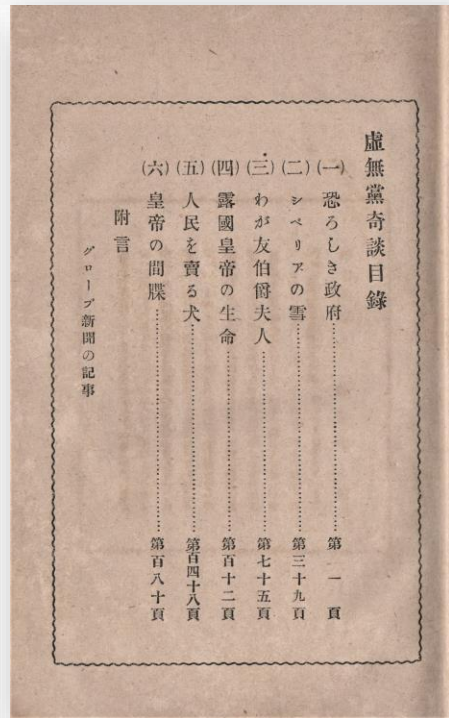 虛無黨奇談目錄
(一) 恐ろしき政府……第一頁
(二) シベリアの雪……第三十九頁
(三) わが友伯爵夫人……第七十五頁
(四) 露國皇帝の生命……第百十二頁
(五) 人民を賣る犬……第百四十八頁
(六) 皇帝の間牒……第百八十頁
附言
グローブ新聞の記事